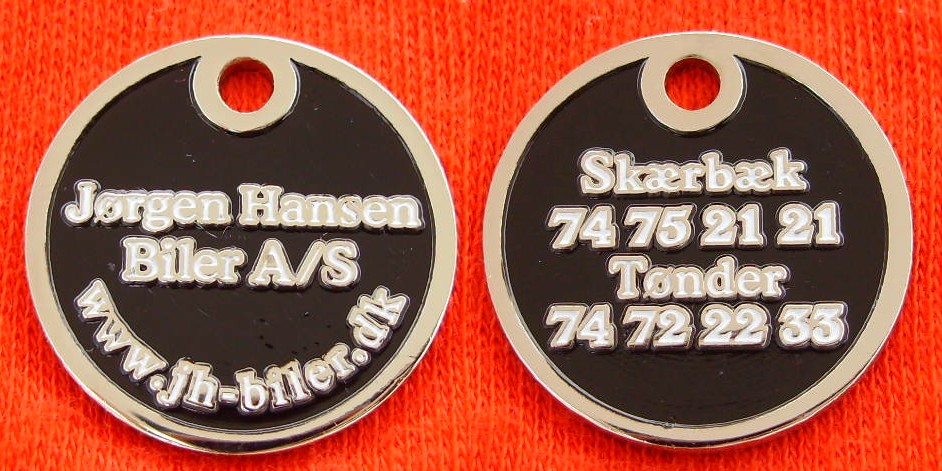 Jørgen Hansen
Biler A/S
www.jh-biler.dk
Skærbæk
74 75 21 21
Tønder
74 72 22 33